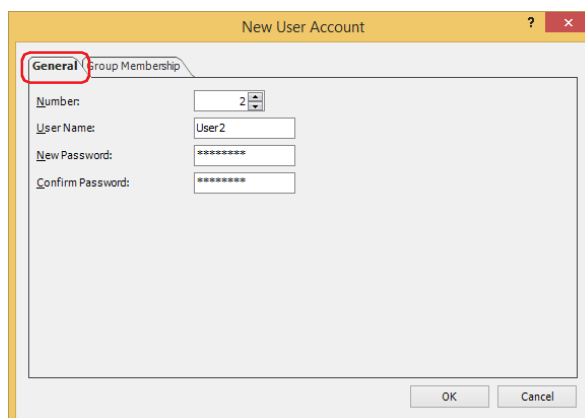 New User Account
?
×
General
Group Membership
Number:
2
User Name:
User2
New Password:
********
Confirm Password:
********
OK
Cancel